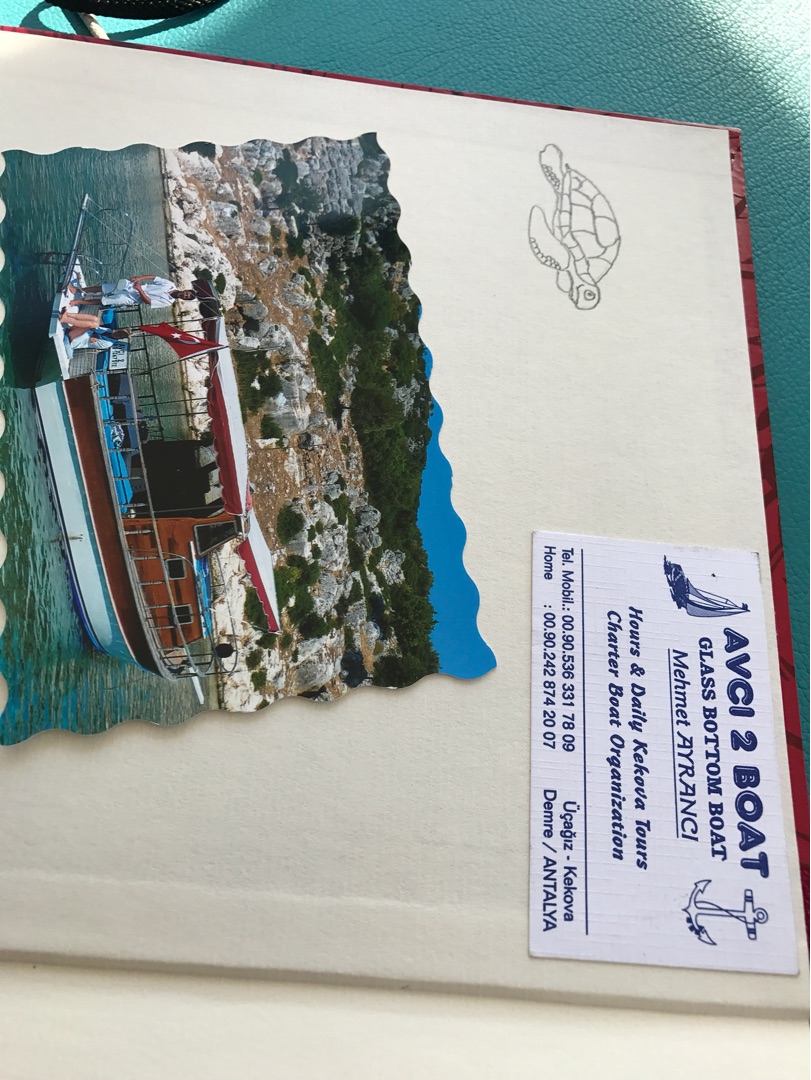 AVCI 2 BOAT
GLASS BOTTOM BOAT
Mehmet AYRANCI
Hours & Daily Kekova Tours
Charter Boat Organization
Tel. Mobil.: 00.90.536 331 78 09
Üçağız - Kekova
Home : 00.90.242 874 20 07
Demre / ANTALYA